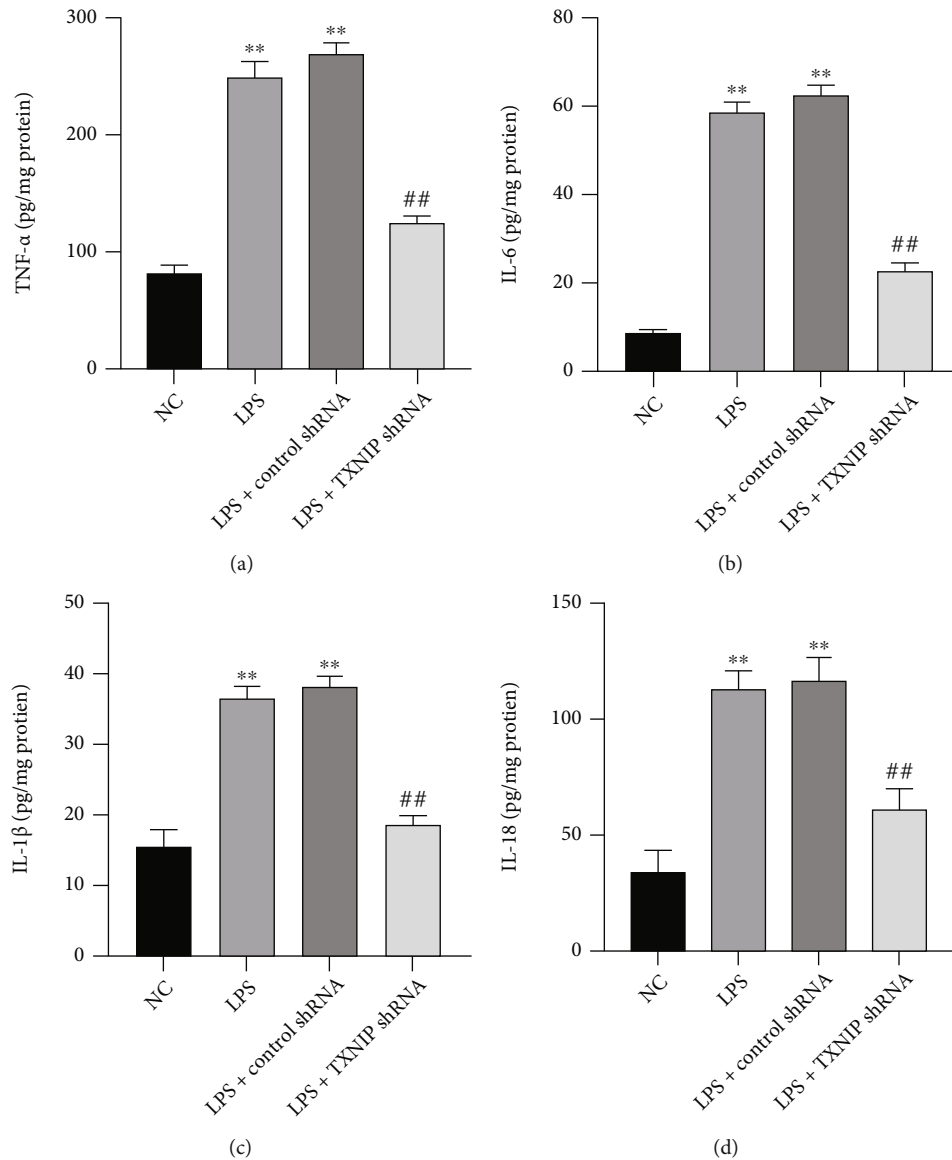 TNF-α (pg/mg protein)
300
200
100
0
**
**
##
NC
LPS
LPS + control shRNA
LPS + TXNIP shRNA
(a)
IL-6 (pg/mg protien)
80
60
40
20
0
**
**
##
NC
LPS
LPS + control shRNA
LPS + TXNIP shRNA
(b)
IL-1β (pg/mg protien)
50
40
30
20
10
0
**
**
##
NC
LPS
LPS + control shRNA
LPS + TXNIP shRNA
(c)
IL-18 (pg/mg protien)
150
100
50
0
**
**
##
NC
LPS
LPS + control shRNA
LPS + TXNIP shRNA
(d)